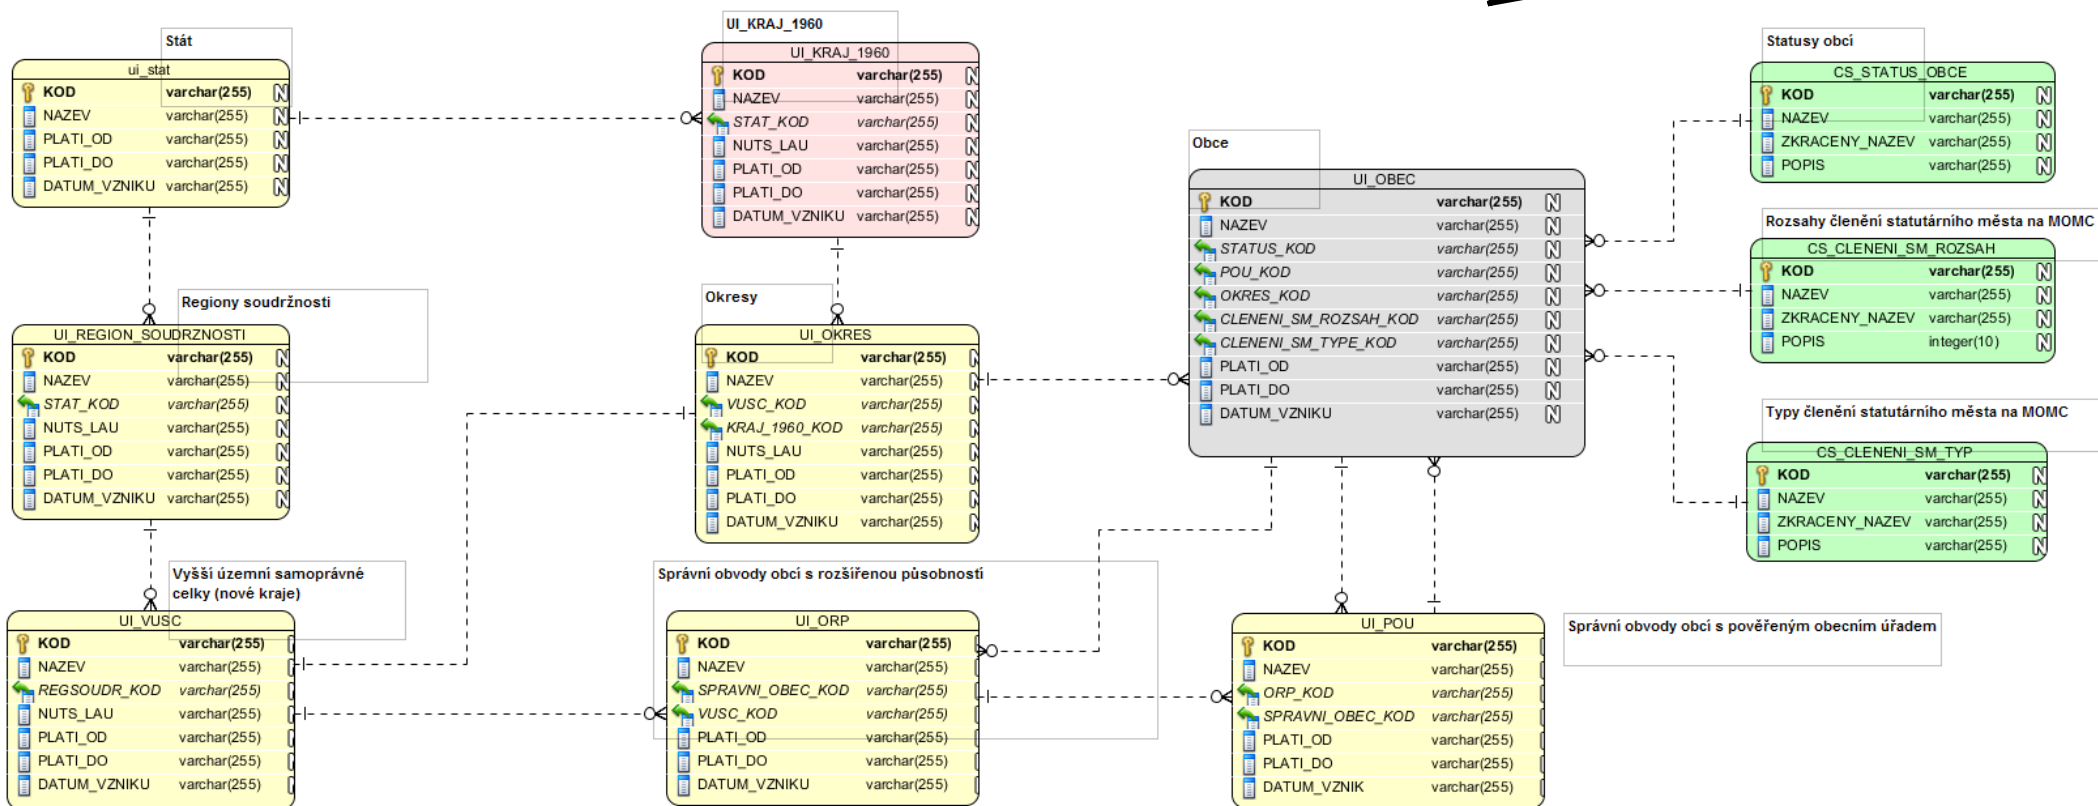 Stát
ui_stat
KOD varchar(255) N
NAZEV varchar(255) N
PLATI_OD varchar(255) N
PLATI_DO varchar(255) N
DATUM_VZNIKU varchar(255) N
UI_KRAJ_1960
UI_KRAJ_1960
KOD varchar(255) N
NAZEV varchar(255) N
STAT_KOD varchar(255) N
NUTS_LAU varchar(255) N
PLATI_OD varchar(255) N
PLATI_DO varchar(255) N
DATUM_VZNIKU varchar(255) N
Obce
UI_OBEC
KOD varchar(255) N
NAZEV varchar(255) N
STATUS_KOD varchar(255) N
POU_KOD varchar(255) N
OKRES_KOD varchar(255) N
CLENENI_SM_ROZSAH_KOD varchar(255) N
CLENENI_SM_TYPE_KOD varchar(255) N
PLATI_OD varchar(255) N
PLATI_DO varchar(255) N
DATUM_VZNIKU varchar(255) N
Statusy obcí
CS_STATUS_OBCE
KOD varchar(255) N
NAZEV varchar(255) N
ZKRACENY_NAZEV varchar(255) N
POPIS varchar(255) N
Rozsahy členění statutárního města na MOMC
CS_CLENENI_SM_ROZSAH
KOD varchar(255) N
NAZEV varchar(255) N
ZKRACENY_NAZEV varchar(255) N
POPIS integer(10) N
Typy členění statutárního města na MOMC
CS_CLENENI_SM_TYP
KOD varchar(255) N
NAZEV varchar(255) N
ZKRACENY_NAZEV varchar(255) N
POPIS varchar(255) N
Regiony soudržnosti
UI_REGION_SOUDRZNOSTI
KOD varchar(255) N
NAZEV varchar(255) N
STAT_KOD varchar(255) N
NUTS_LAU varchar(255) N
PLATI_OD varchar(255) N
PLATI_DO varchar(255) N
DATUM_VZNIKU varchar(255) N
Okresy
UI_OKRES
KOD varchar(255) N
NAZEV varchar(255) N
VUSC_KOD varchar(255) N
KRAJ_1960_KOD varchar(255) N
NUTS_LAU varchar(255) N
PLATI_OD varchar(255) N
PLATI_DO varchar(255) N
DATUM_VZNIKU varchar(255) N
Vyšší územní samoprávné
celky (nové kraje)
UI_VUSC
KOD varchar(255)
NAZEV varchar(255)
REGSOUDR_KOD varchar(255)
NUTS_LAU varchar(255)
PLATI_OD varchar(255)
PLATI_DO varchar(255)
DATUM_VZNIKU varchar(255)
Správní obvody obcí s rozšířenou působností
UI_ORP
KOD varchar(255)
NAZEV varchar(255)
SPRAVNI_OBEC_KOD varchar(255)
VUSC_KOD varchar(255)
PLATI_OD varchar(255)
PLATI_DO varchar(255)
DATUM_VZNIKU varchar(255)
UI_POU
KOD varchar(255)
NAZEV varchar(255)
ORP_KOD varchar(255)
SPRAVNI_OBEC_KOD varchar(255)
PLATI_OD varchar(255)
PLATI_DO varchar(255)
DATUM_VZNIK varchar(255)
Správní obvody obcí s pověřeným obecním úřadem